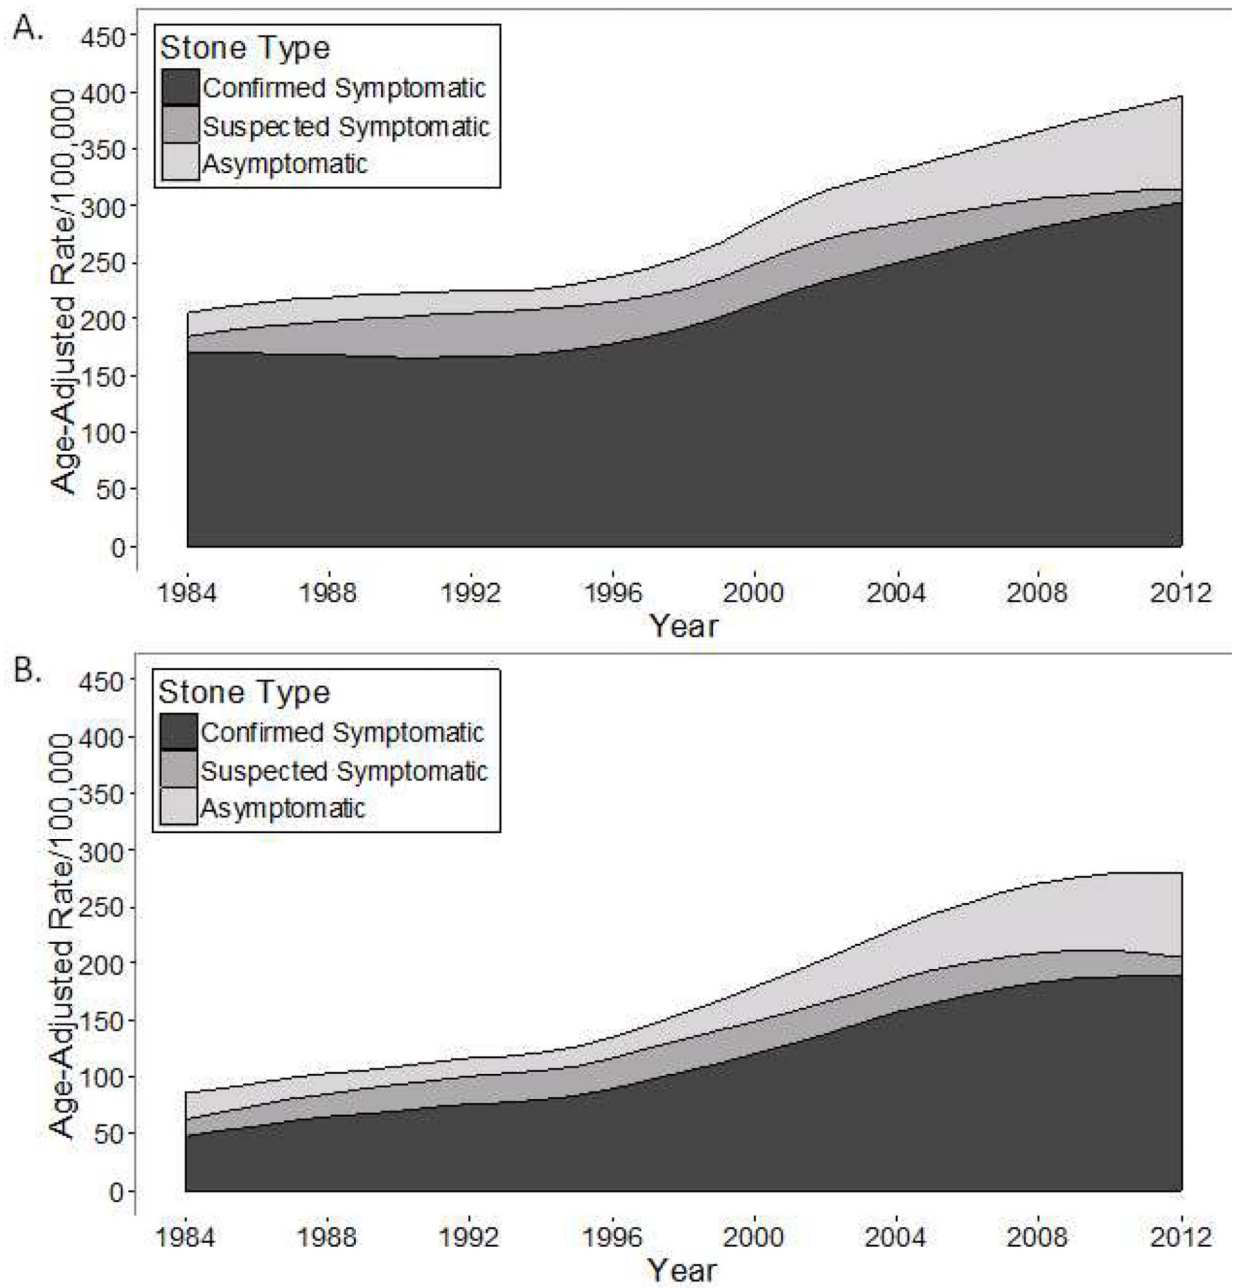 A.
Age-Adjusted Rate/100,000
450
400
350
300
250
200
150
100
50
0
Stone Type
Confirmed Symptomatic
Suspected Symptomatic
Asymptomatic
1984 1988 1992 1996 2000 2004 2008 2012
Year
B.
Age-Adjusted Rate/100,000
450
400
350
300
250
200
150
100
50
0
Stone Type
Confirmed Symptomatic
Suspected Symptomatic
Asymptomatic
1984 1988 1992 1996 2000 2004 2008 2012
Year